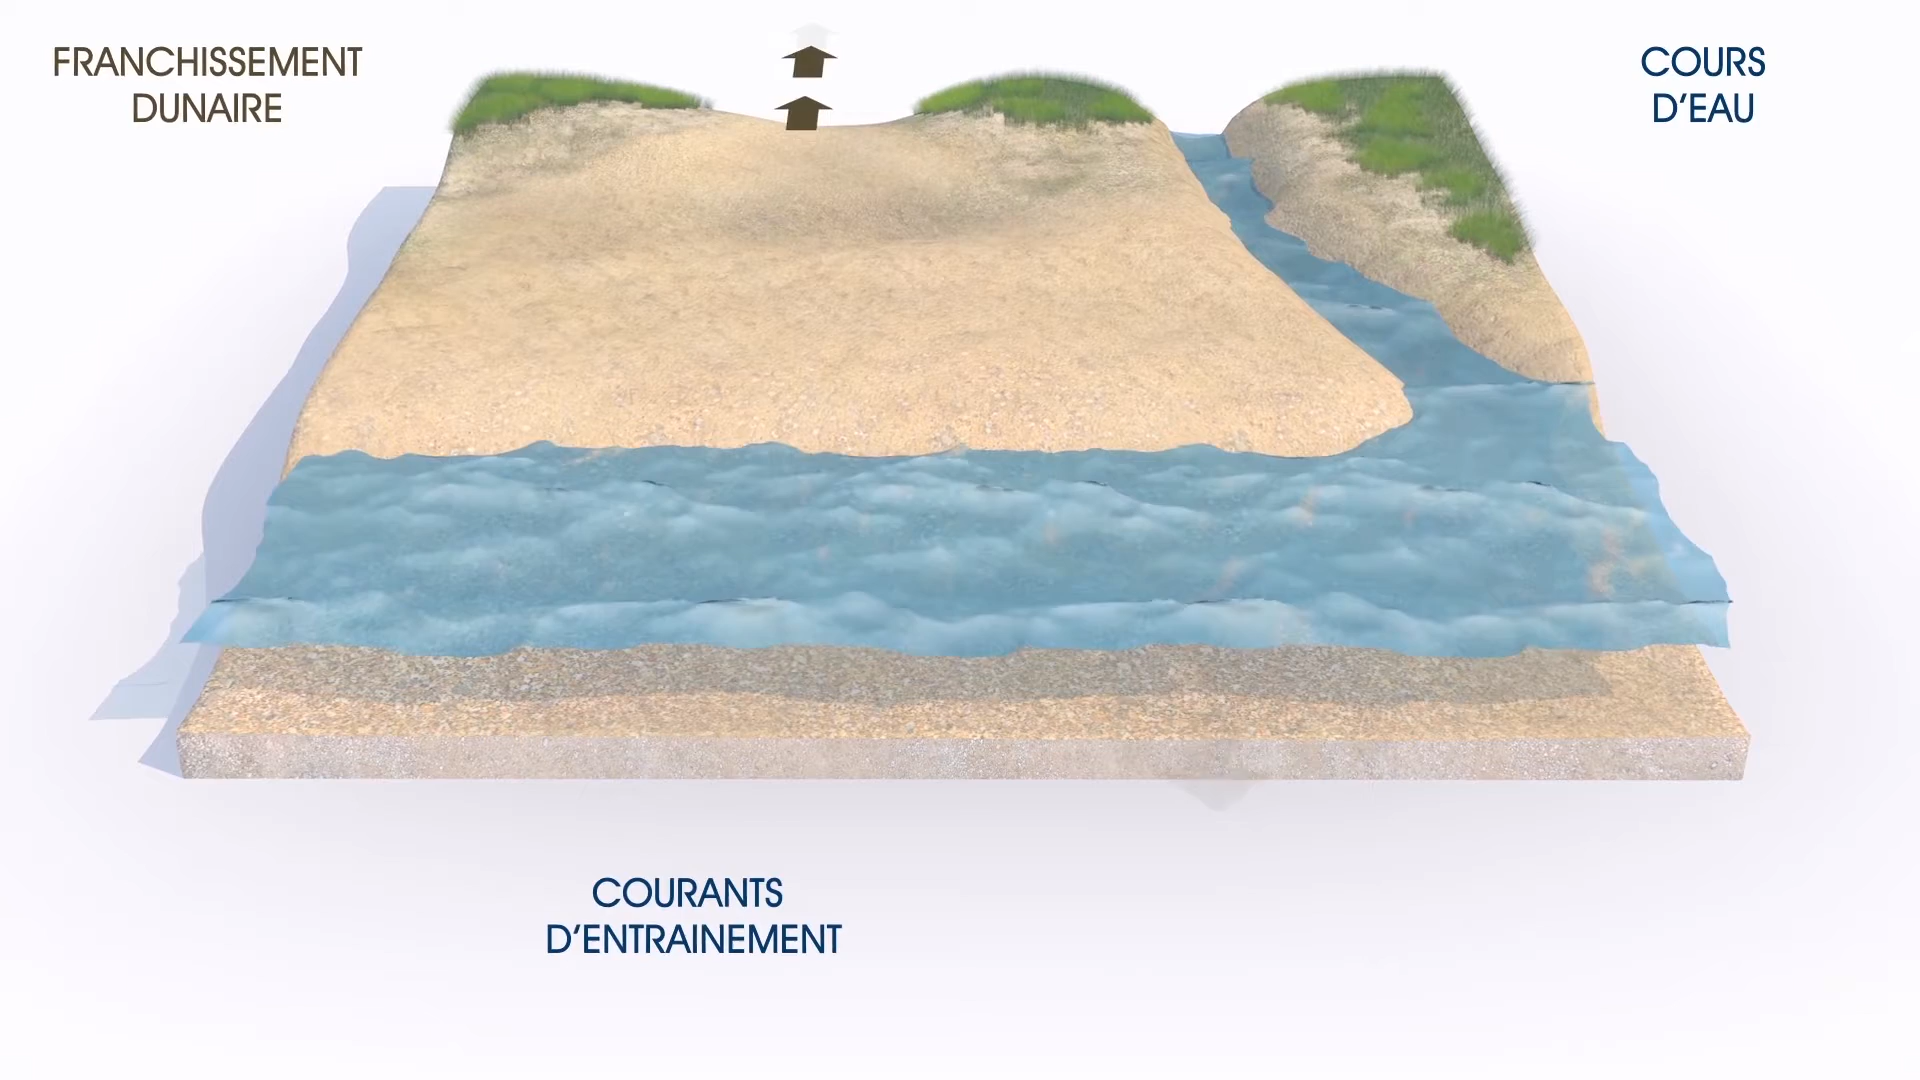 FRANCHISSEMENT
DUNAIRE
COURS
D’EAU
COURANTS
D’ENTRAINEMENT